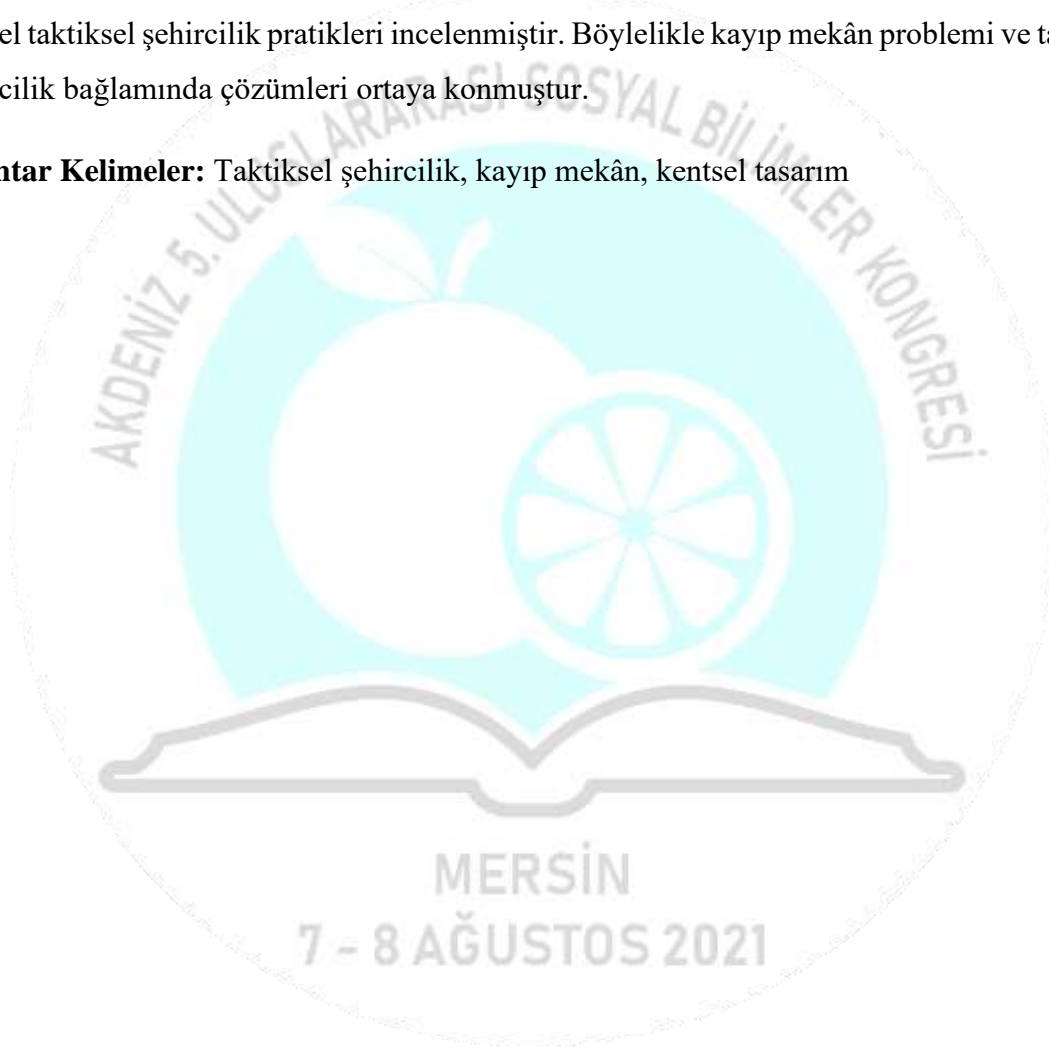 el taktiksel şehircilik pratikleri incelenmiştir. Böylelikle kayıp mekân problemi ve ta
cilik bağlamında çözümleri ortaya konmuştur.
ntar Kelimeler: Taktiksel şehircilik, kayıp mekân, kentsel tasarım
AKDENİZ 5. ULUSLARARASI SOSYAL BİLİMLER KONGRESİ
MERSİN
7 - 8 AĞUSTOS 2021